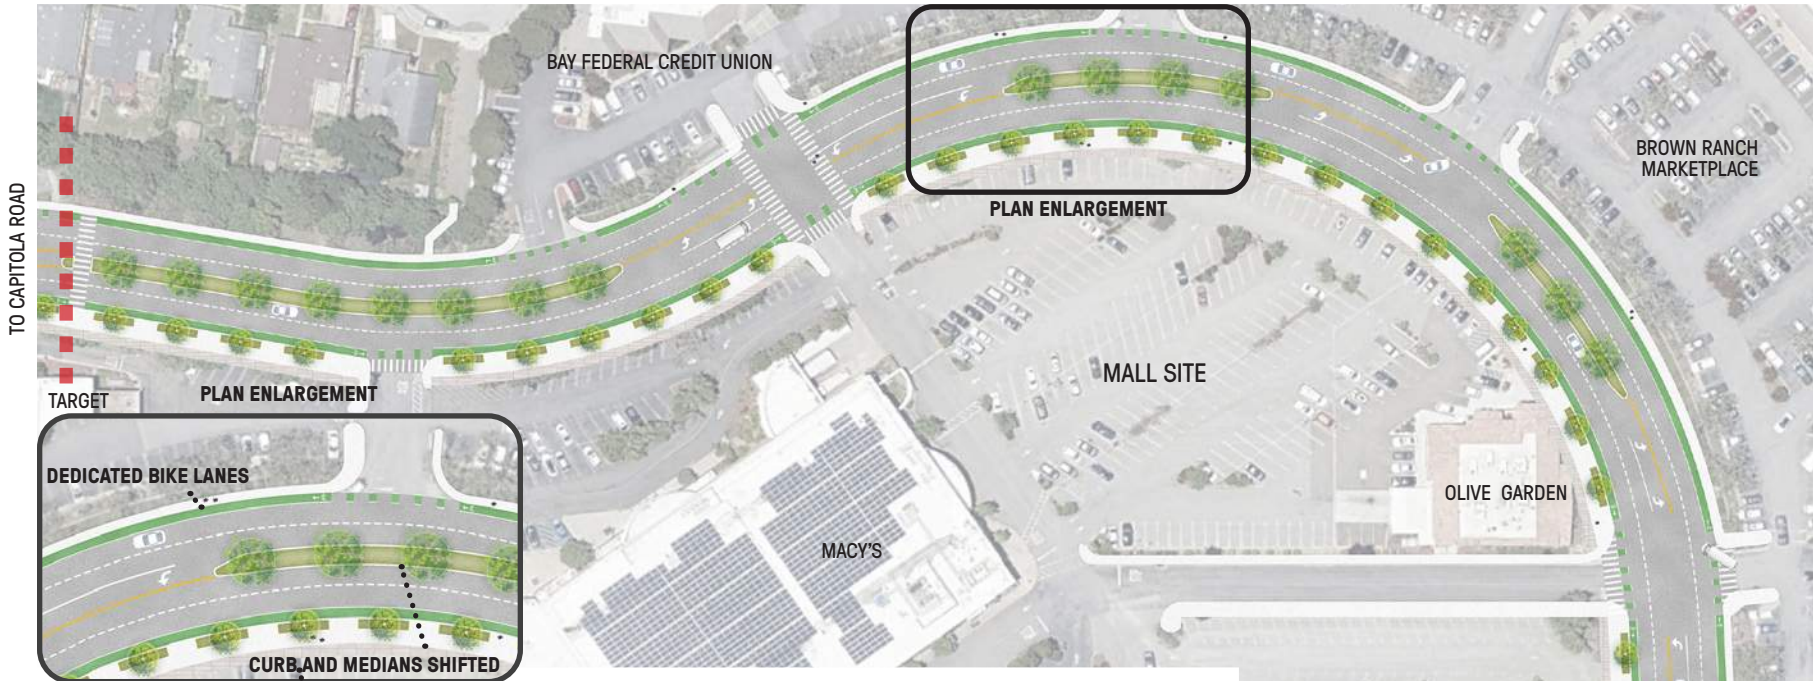 BAY FEDERAL CREDIT UNION
BROWN RANCH
MARKETPLACE
TO CAPITOLA ROAD
PLAN ENLARGEMENT
MALL SITE
TARGET
PLAN ENLARGEMENT
DEDICATED BIKE LANES
OLIVE GARDEN
MACY'S
CURB AND MEDIANS SHIFTED